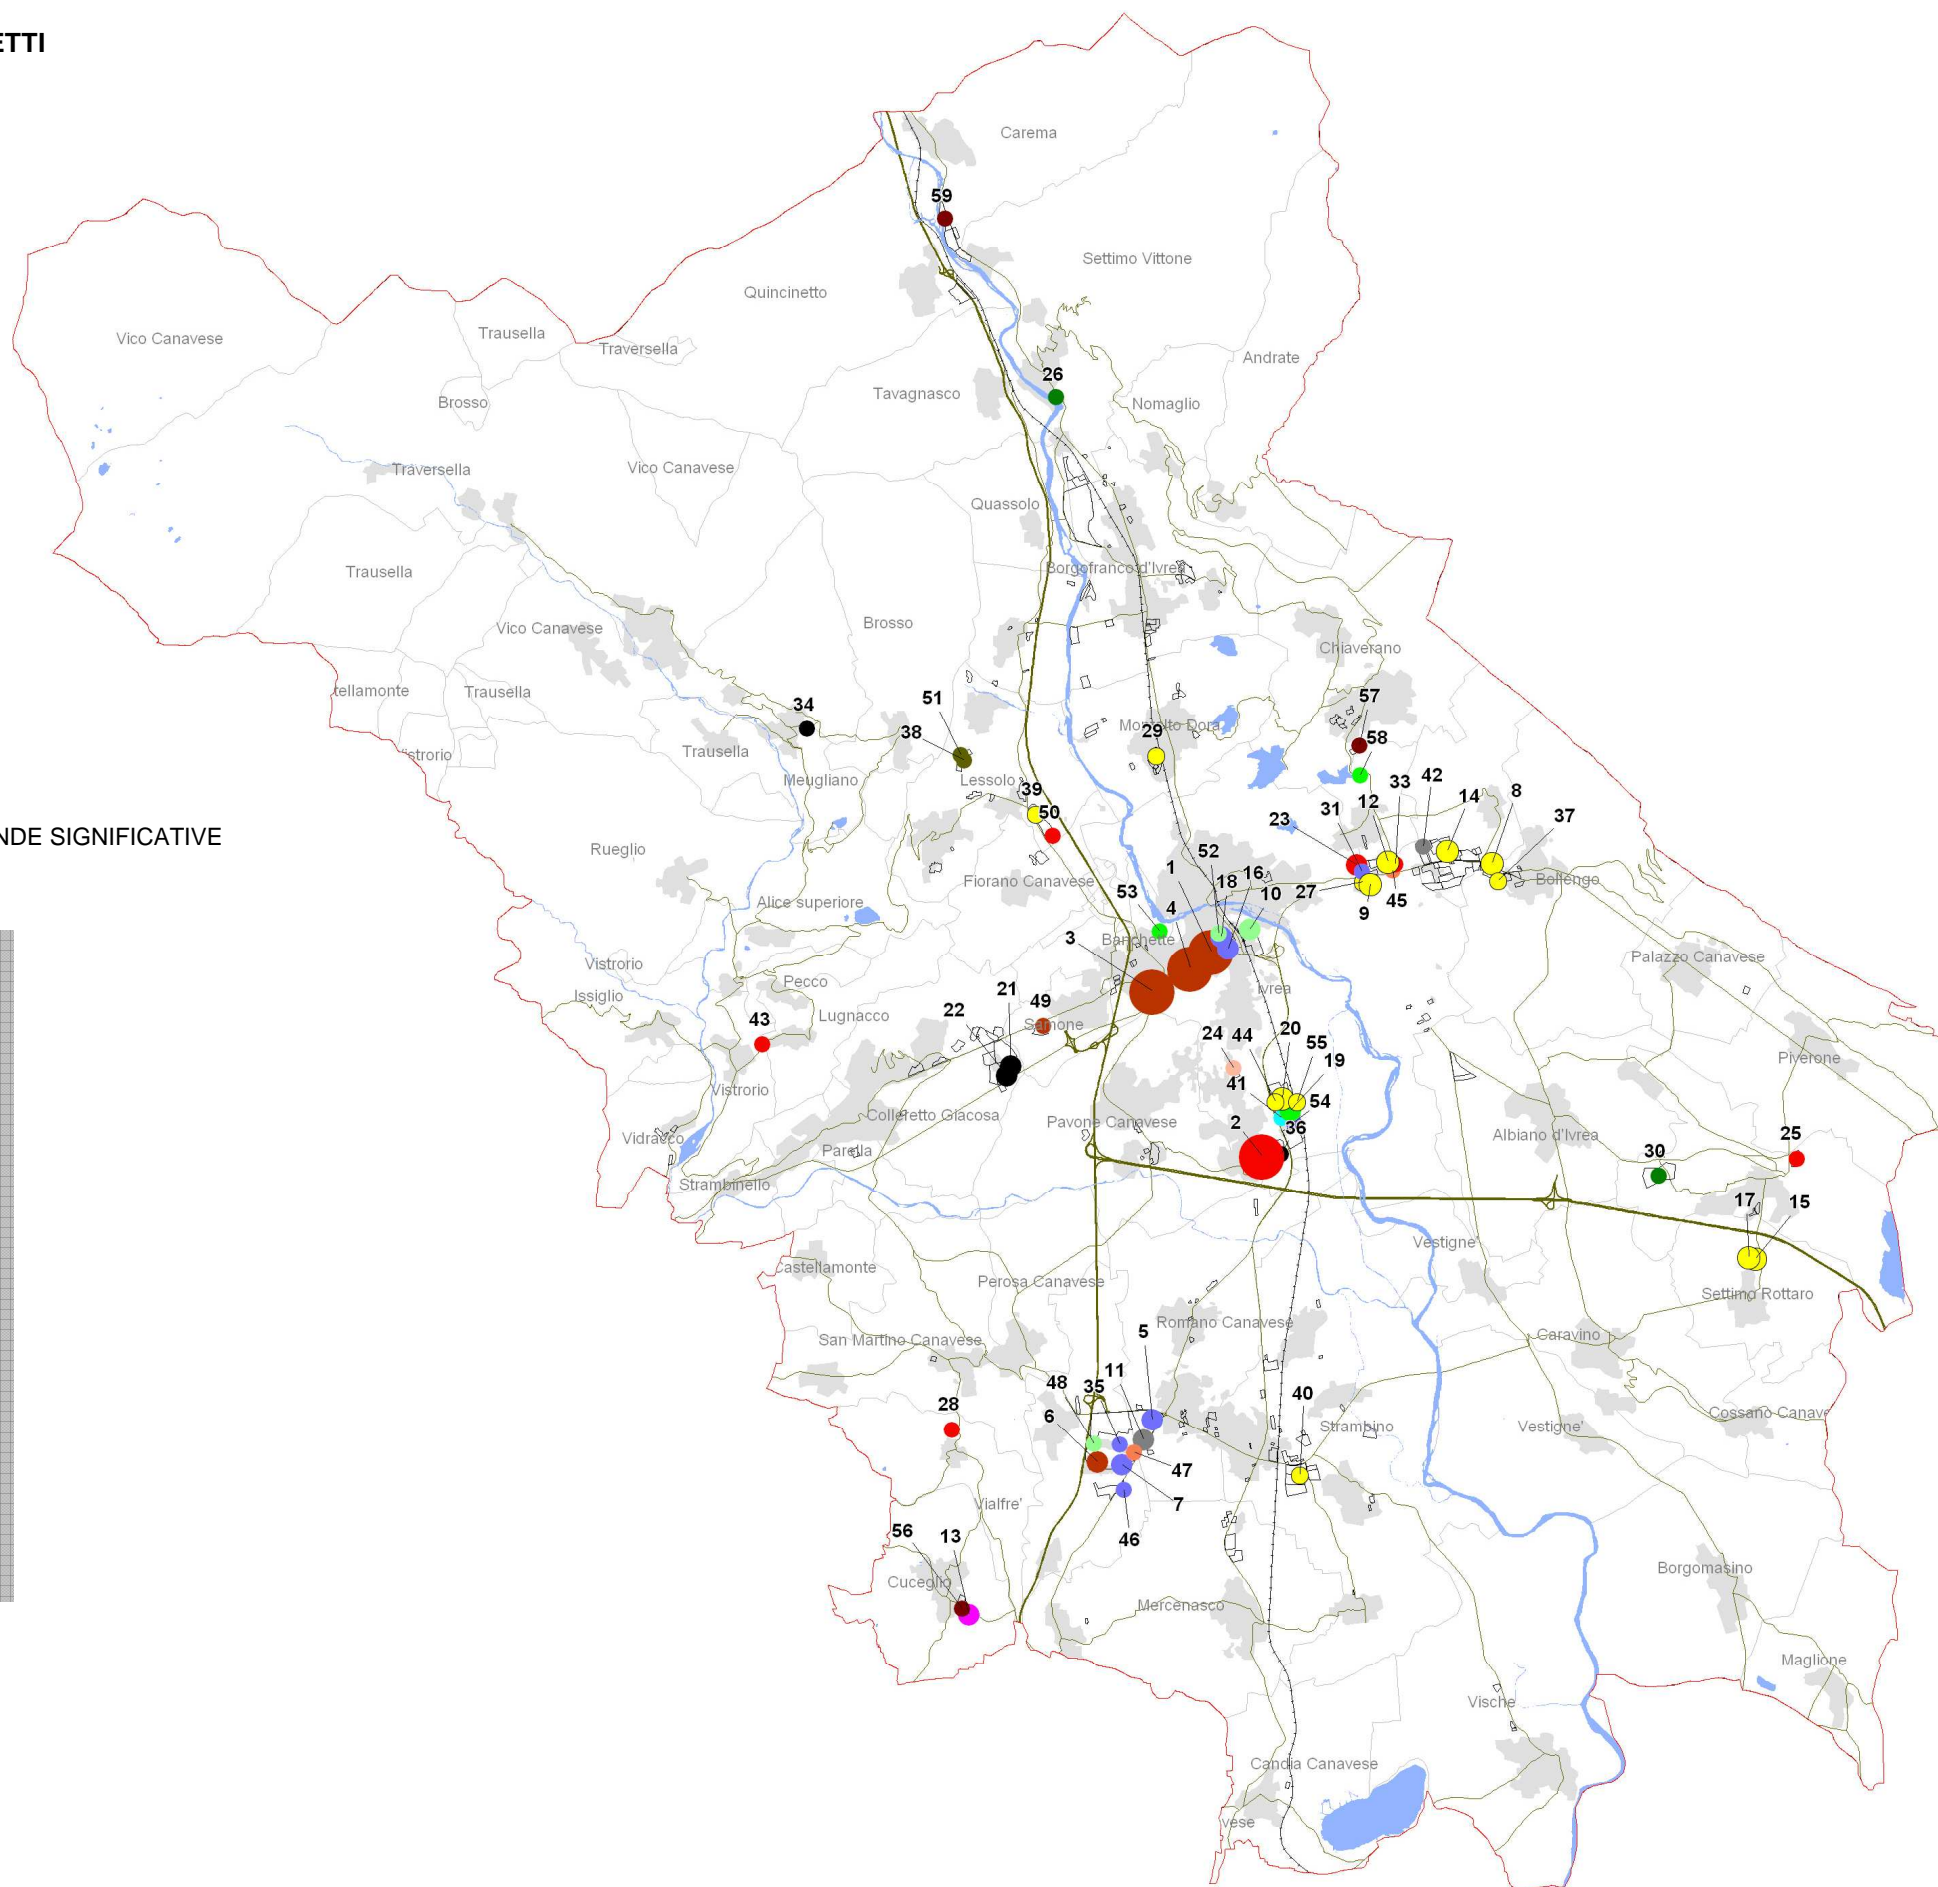 ETTI
Carema
59
Settimo Vittone
Quincinetto
Vico Canavese
Trausella
Traversella
Andrate
26
Tavagnasco
Brosso
Nomaglio
Traversella
Vico Canavese
Quassolo
Borgofranco d'Ivrea
Trausella
Brosso
Vico Canavese
Chiaverano
tellamonte
Trausella
57
51
34
Montalto Dora
29
38
58
Trausella
istrorio
42
33
Meugliano
Lessolo
39
14
8
12
31
50
37
23
NDE SIGNIFICATIVE
Rueglio
52
1
16
Fiorano Canavese
18
Bollengo
53
10
27
45
Alice superiore
4
9
3
Banchette
Palazzo Canavese
Vistrorio
Pecco
21
Ivrea
Issiglio
49
22
Lugnacco
43
Samone
24
44
20
55
19
Piverone
41
Vistrorio
54
Colleretto Giacosa
Pavone Canavese
2
36
25
Albiano d'Ivrea
Vidracco
Parella
30
Strambinello
17
15
Vestigne'
Castellamonte
Perosa Canavese
Settimo Rottaro
Romano Canavese
5
San Martino Canavese
Caravino
11
48
35
40
28
6
Cossano Canave
Strambino
Vestigne'
47
Vialfre'
7
56
13
46
Borgomasino
Cuceglio
Mercenasco
Maglione
Vische
Candia Canavese
vese